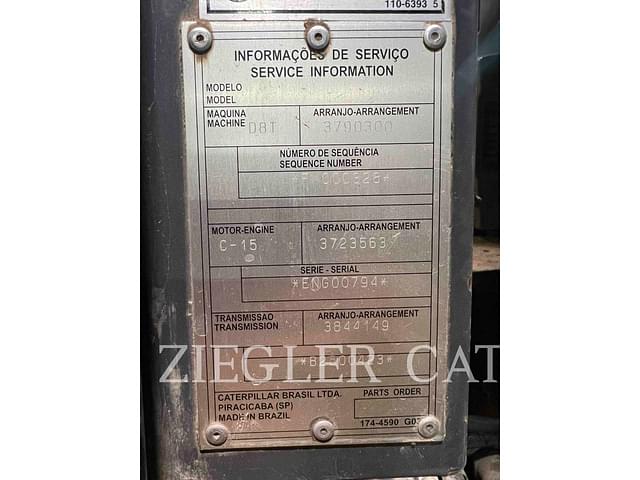 110-6393 5
INFORMAÇÕES DE SERVIÇO
SERVICE INFORMATION
MODELO
MODEL
MAQUINA ARRANJO-ARRANGEMENT
MACHINE D8T 3790300
NÚMERO DE SEQUÊNCIA
SEQUENCE NUMBER
MOTOR-ENGINE ARRANJO-ARRANGEMENT
C-15 3723563
SERIE - SERIAL
*ENG00794*
TRANSMISSAO ARRANJO-ARRANGEMENT
TRANSMISSION 3844149
ZIEGLER CAT
CATERPILLAR BRASIL LTDA. PARTS ORDER
PIRACICABA (SP)
MADE IN BRAZIL 174-4590